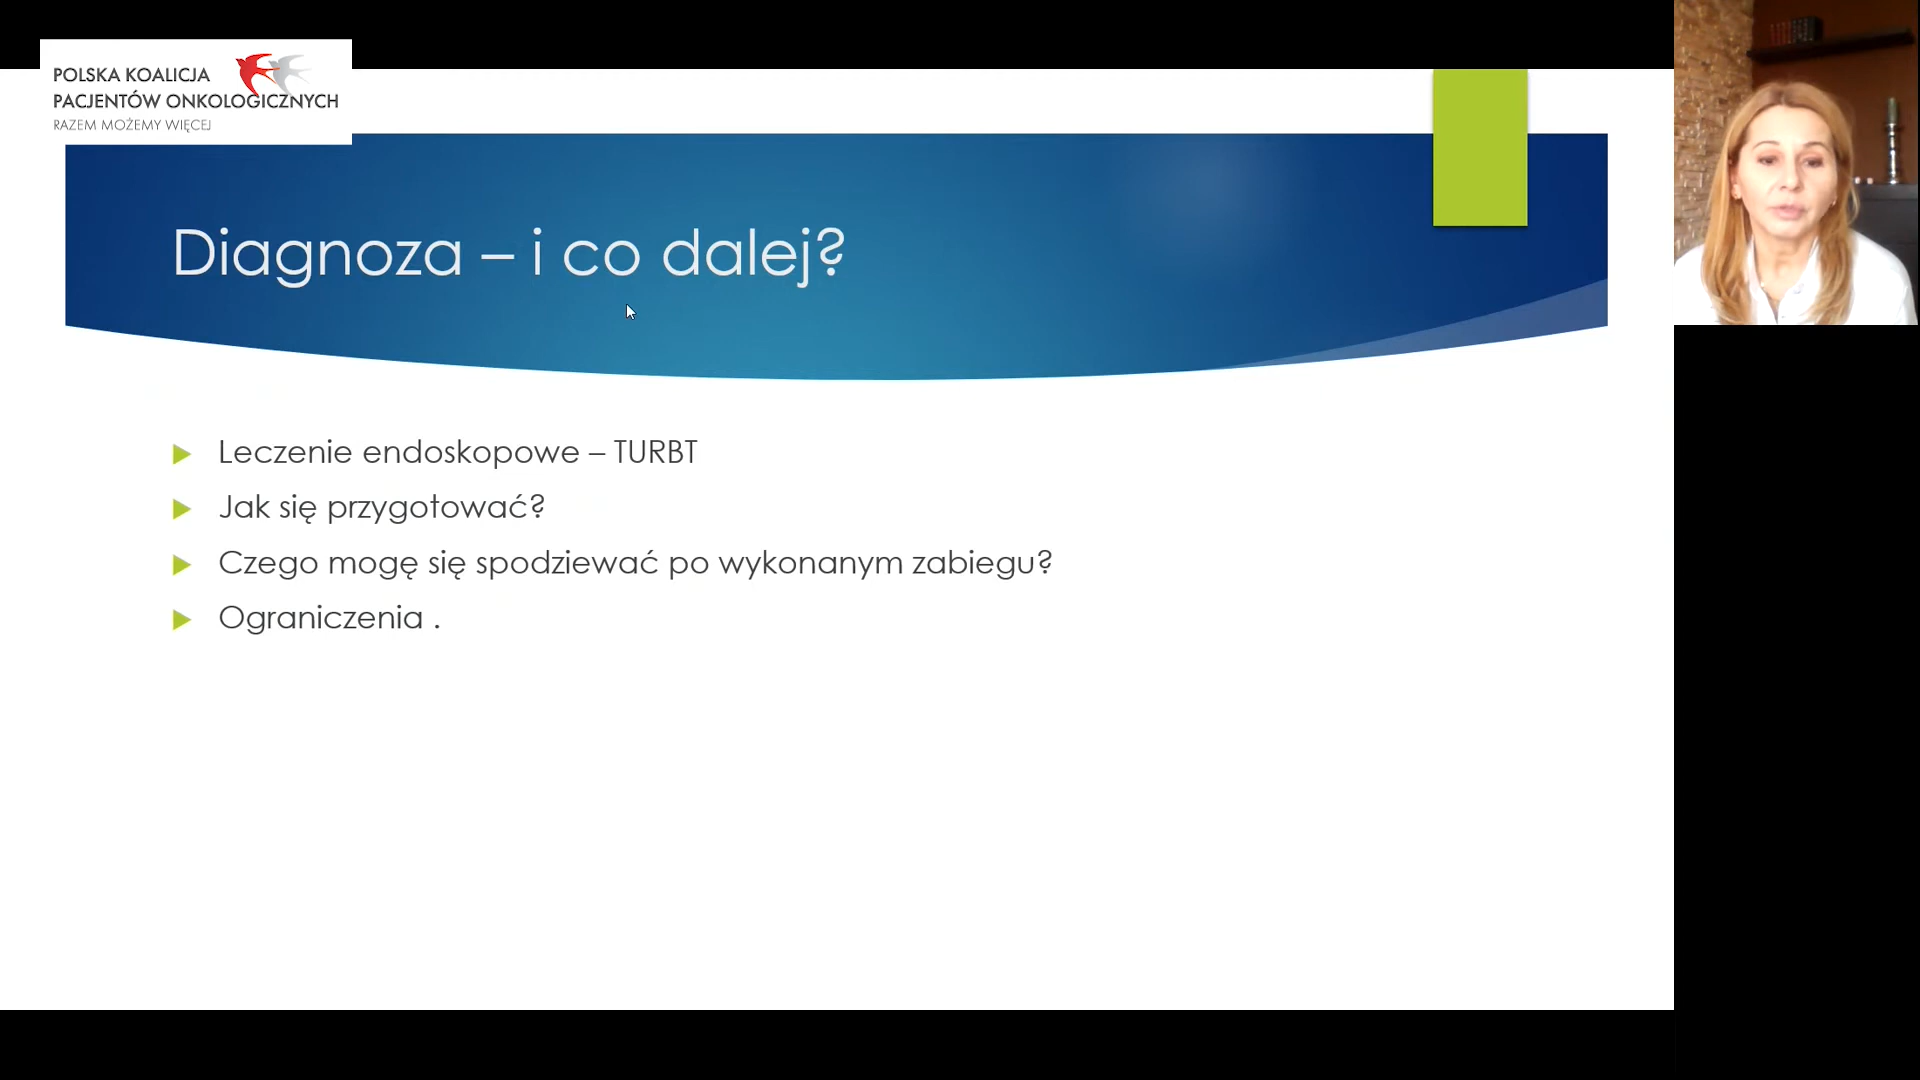 POLSKA KOALICJA
PACJENTÓW ONKOLOGICZNYCH
RAZEM MOŻEMY WIĘCEJ
Diagnoza – i co dalej?
Leczenie endoskopowe – TURBT
Jak się przygotować?
Czego mogę się spodziewać po wykonanym zabiegu?
Ograniczenia .